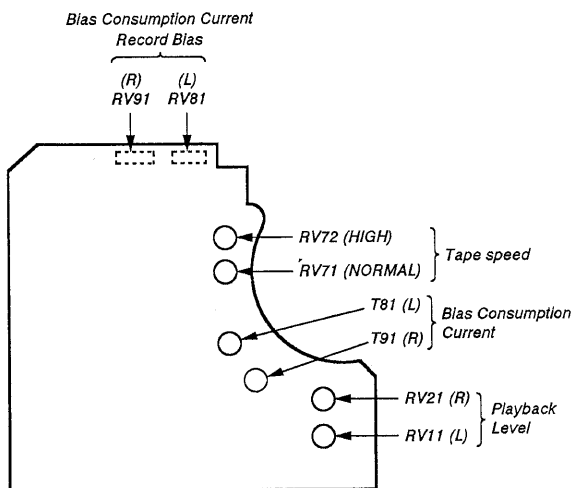 Bias Consumption Current
Record Bias
(R) (L)
RV91 RV81
RV72 (HIGH)
RV71 (NORMAL)
Tape speed
T81 (L)
T91 (R)
Bias Consumption
Current
RV21 (R)
RV11 (L)
Playback
Level